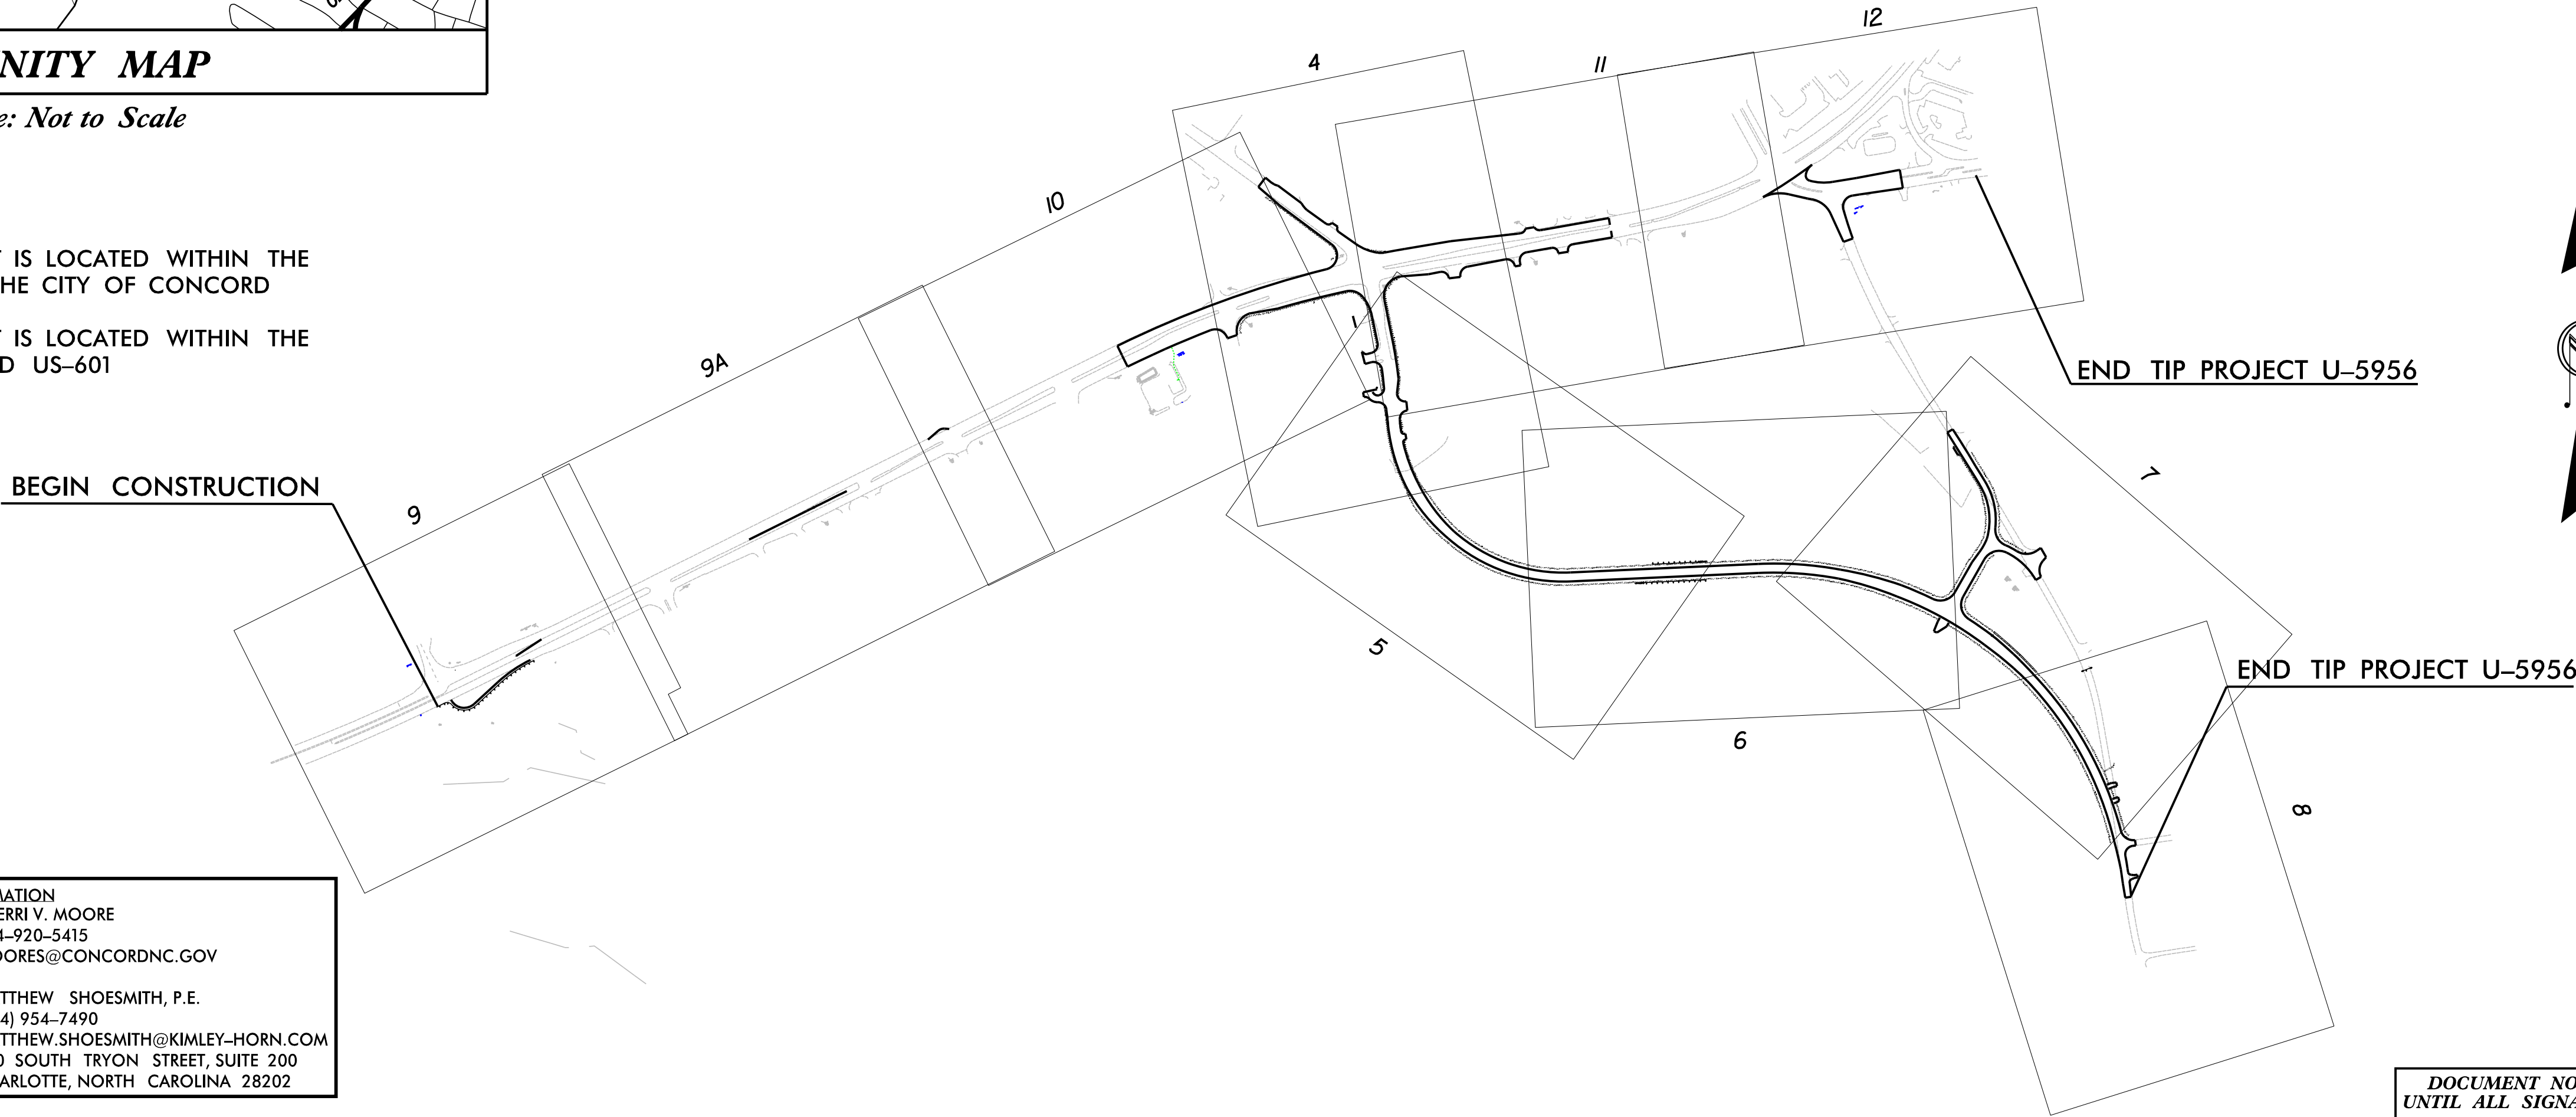 NITY MAP
e: Not to Scale
T IS LOCATED WITHIN THE
HE CITY OF CONCORD
T IS LOCATED WITHIN THE
D US–601
BEGIN CONSTRUCTION
9
9A
10
4
11
12
5
6
7
8
END TIP PROJECT U–5956
END TIP PROJECT U–5956
MATION
ERRI V. MOORE
4–920–5415
OORES@CONCORDNC.GOV
TTHEW SHOESMITH, P.E.
4) 954–7490
TTHEW.SHOESMITH@KIMLEY–HORN.COM
0 SOUTH TRYON STREET, SUITE 200
ARLOTTE, NORTH CAROLINA 28202
DOCUMENT NO
UNTIL ALL SIGNA